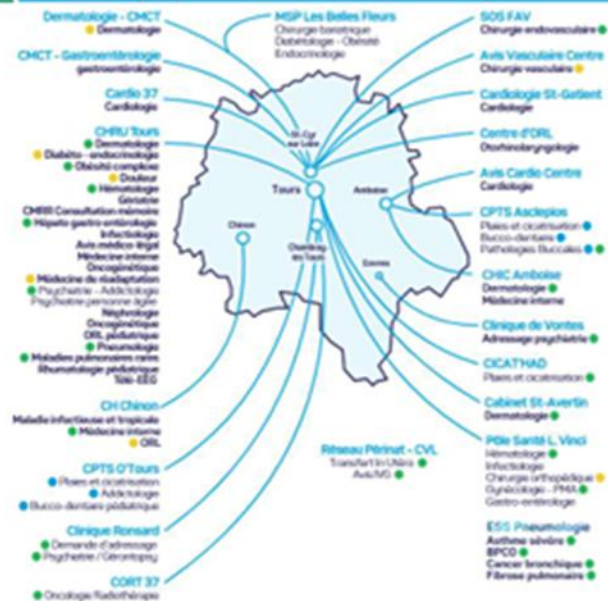 Dermatologie - CMCT
Dermatologie
CMCT - Gastroentérologie
gastroentérologie
Cardio 37
Cardiologie
CHRU Tours
Dermatologie
Diabéto - endocrinologie
Obésité complexe
Douleur
Hématologie
Gériatrie
CMRR Consultation mémoire
Hépato gastro entérologie
Infectiologie
Avis médico-légal
Médecine interne
Oncogénétique
Médecine de réadaptation
Psychiatrie - Addictologie
Psychiatrie personne âgée
Néphrologie
Oncogénétique
ORL pédiatrique
Pneumologie
Maladies pulmonaires rares
Rhumatologie pédiatrique
Télé-EEG
CH Chinon
Maladie infectieuse et tropicale
Médecine interne
ORL
CPTS O'Tours
Plaies et cicatrisation
Addictologie
Bucco-dentaire pédiatrique
Clinique Ronsard
Demande d'adressage
Psychiatrie / Gérontopsy
CORT 37
Oncologie Radiothérapie
MSP Les Belles Fleurs
Chirurgie bariatrique
Diabétologie - Obésité
Endocrinologie
St-Cyr
sur Loire
Tours
Amboise
Chinon
Chambray
les Tours
Réseau Périnat - CVL
Transfert In Utéro
Avis IVG
SOS FAV
Chirurgie endovasculaire
Avis Vasculaire Centre
Chirurgie vasculaire
Cardiologie St-Gatient
Cardiologie
Centre d'ORL
Otorhinolaryngologie
Avis Cardio Centre
Cardiologie
CPTS Asclepios
Plaies et cicatrisation
Bucco-dentaire
Pathologies Buccales
CHIC Amboise
Dermatologie
Médecine interne
Clinique de Vontes
Adressage psychiatrie
CICAT'HAD
Plaies et cicatrisation
Cabinet St-Avertin
Dermatologie
Pôle Santé L. Vinci
Hématologie
Infectiologie
Chirurgie orthopédique
Gynécologie - PMA
Gastro-entérologie
ESS Pneumologie
Asthme sévère
BPCO
Cancer bronchique
Fibrose pulmonaire